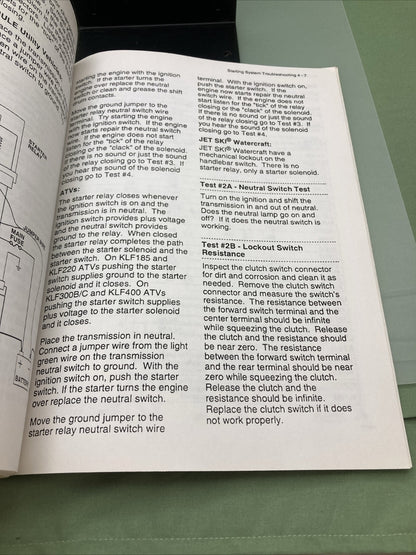 Starting System Troubleshooting 4 - 7
starting the engine with the ignition
switch. If the starter turns the
engine or clean and grease the shift
drum contacts.
Move the ground jumper to the
starter relay neutral switch wire
terminal. Try starting the engine
with the ignition switch. If the engine
now starts repair the neutral switch
wire. If the engine does not start
listen for the "tick" of the relay
closing or the "clack" of the solenoid.
If there is no sound or just the sound
of the relay closing go to Test #3. If
you hear the sound of the solenoid
closing go to Test #4.
ATVs:
The starter relay closes whenever
the ignition switch is on and the
transmission is in neutral. The
ignition switch provides plus voltage
and the neutral switch provides
ground to the relay. When closed
the starter relay completes the path
between the starter solenoid and the
starter switch. On KLF185 and
KLF220 ATVs pushing the starter
switch supplies ground to the starter
solenoid and it closes. On
KLF300B/C and KLF400 ATVs
pushing the starter switch supplies
plus voltage to the starter solenoid
and it closes.
Place the transmission in neutral.
Connect a jumper wire from the light
green wire on the transmission
neutral switch to ground. With the
ignition switch on, push the starter
switch. If the starter turns the engine
over replace the neutral switch.
Move the ground jumper to the
starter relay neutral switch wire
terminal. With the ignition switch on,
push the starter switch. If the
engine now starts repair the neutral
switch wire. If the engine does not
start listen for the "tick" of the relay
closing or the "clack" of the solenoid.
If there is no sound or just the sound
of the relay closing go to Test #3. If
you hear the sound of the solenoid
closing go to Test #4.
JET SKI® Watercraft:
JET SKI® Watercraft have a
mechanical lockout on the
handlebar switch. There is no
starter relay, only a starter solenoid.
Test #2A - Neutral Switch Test
Turn on the ignition and shift the
transmission in and out of neutral.
Does the neutral lamp go on and
off? If it does the neutral switch is
working.
Test #2B - Lockout Switch
Resistance
Inspect the clutch switch connector
for dirt and corrosion and clean it as
needed. Remove the clutch switch
connector and measure the switch's
resistance. The resistance between
the forward switch terminal and the
center terminal should be infinite
while squeezing the clutch. Release
the clutch and the resistance should
be near zero. The resistance
between the forward switch terminal
and the rear terminal should be near
zero while squeezing the clutch.
Release the clutch and the
resistance should be infinite.
Replace the clutch switch if it does
not work properly.
MAIN
FUSE
BATTERY